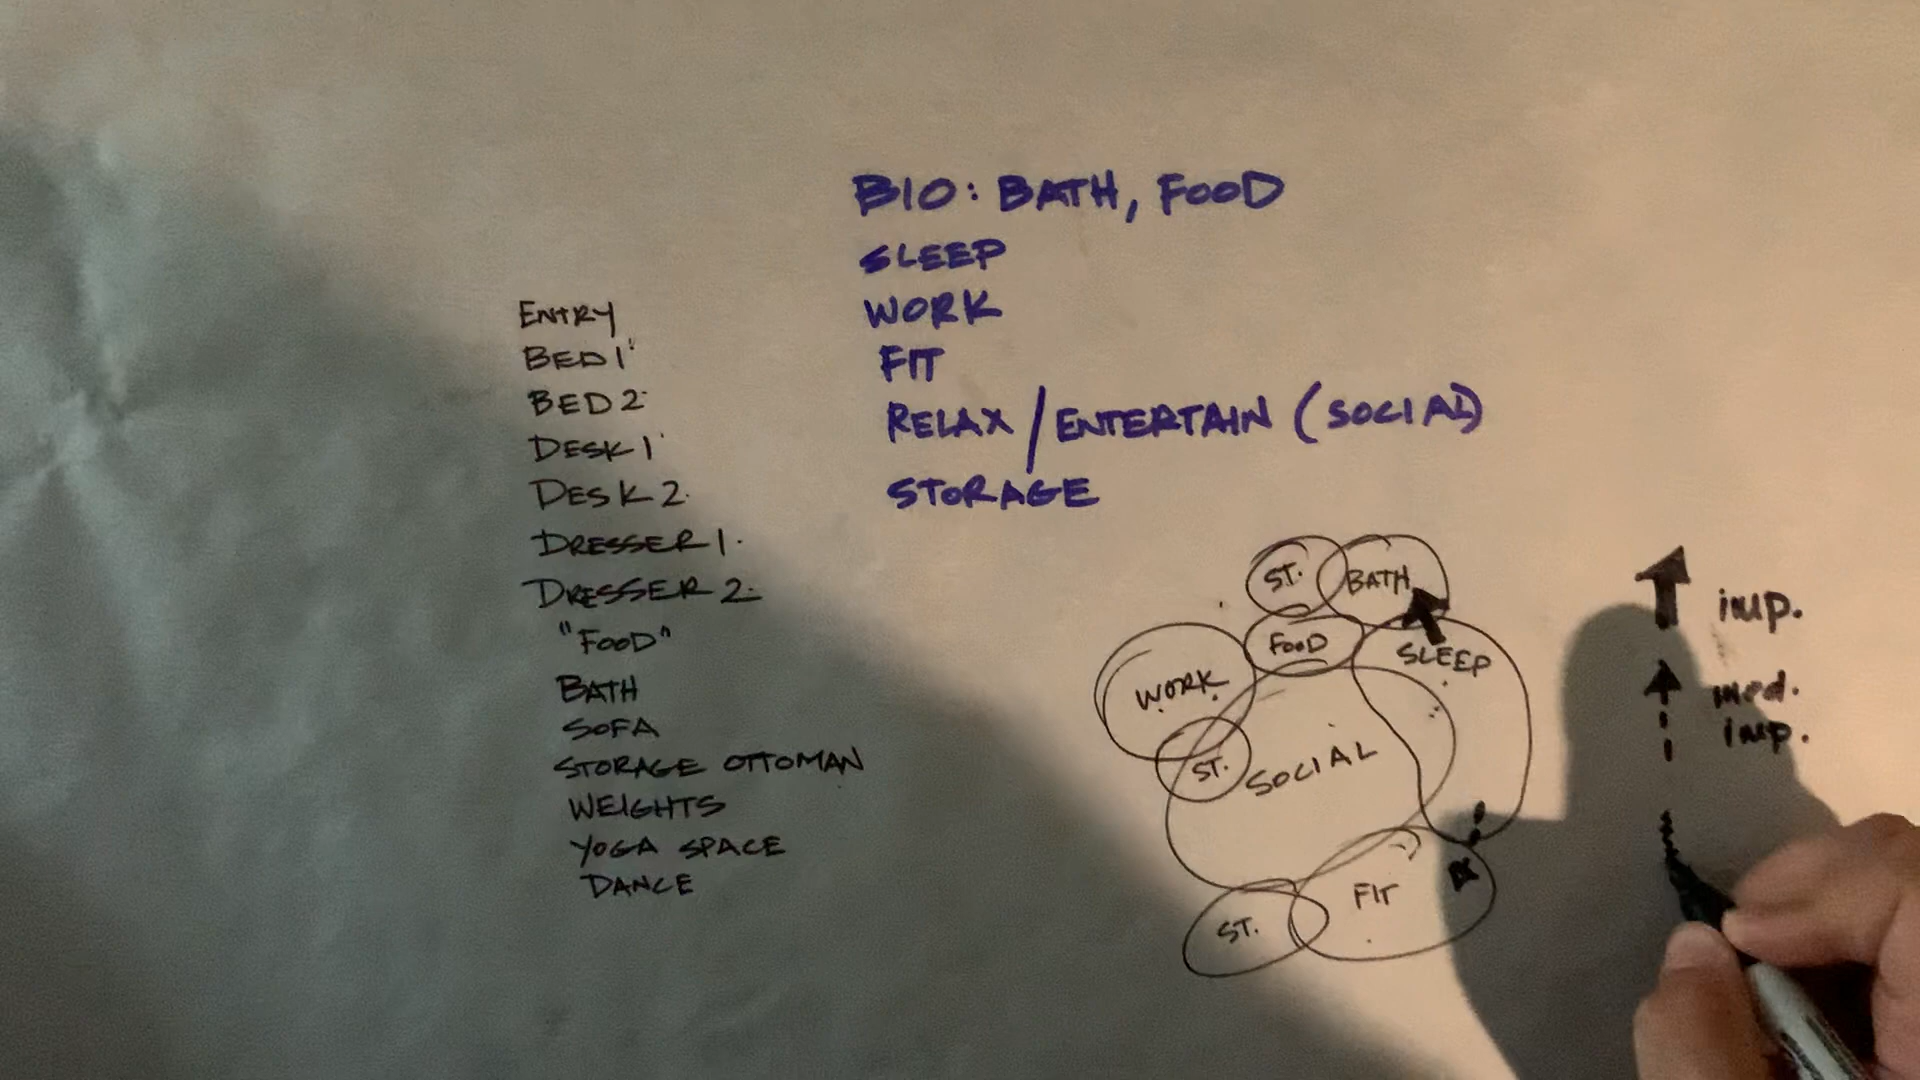 BIO: BATH, FOOD
SLEEP
WORK
FIT
RELAX / ENTERTAIN (SOCIAL)
STORAGE
ENTRY
BED 1
BED 2
DESK 1
DESK 2
DRESSER 1
DRESSER 2
"FOOD"
BATH
SOFA
STORAGE OTTOMAN
WEIGHTS
YOGA SPACE
DANCE
ST.
BATH
FOOD
SLEEP
WORK
ST.
SOCIAL
FIT
ST.
imp.
med.
imp.